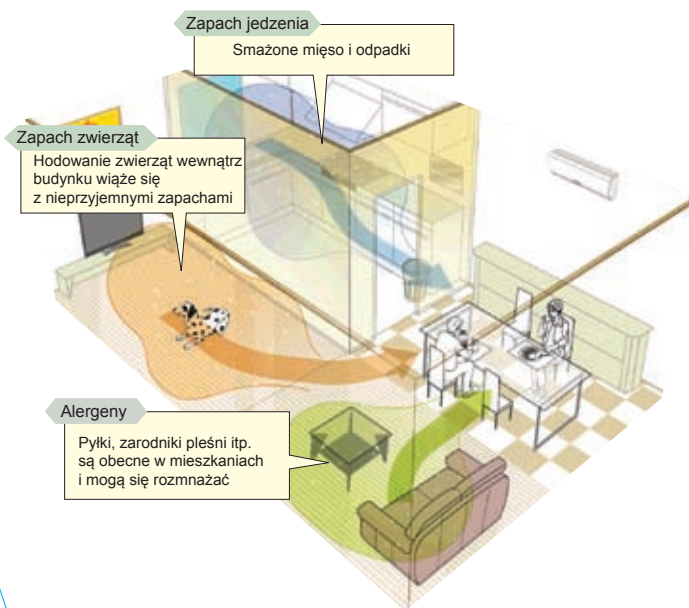 Zapach jedzenia
Smażone mięso i odpadki
Zapach zwierząt
Hodowanie zwierząt wewnątrz
budynku wiąże się
z nieprzyjemnymi zapachami
Alergeny
Pyłki, zarodniki pleśni itp.
są obecne w mieszkaniach
i mogą się rozmnażać